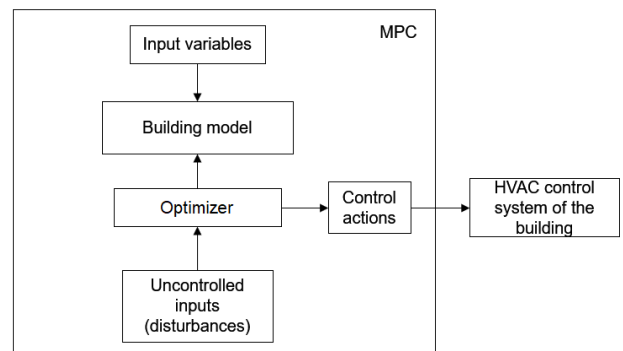 MPC
Input variables
Building model
Optimizer
Control
actions
HVAC control
system of the
building
Uncontrolled
inputs
(disturbances)